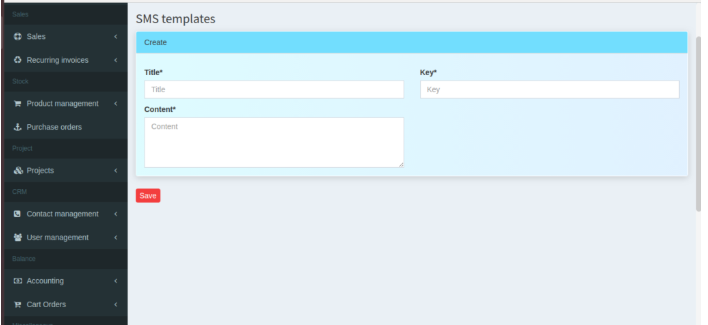 Sales
Sales
Recurring invoices
Stock
Product management
Purchase orders
Project
Projects
CRM
Contact management
User management
Balance
Accounting
Cart Orders
SMS templates
Create
Title*
Title
Key*
Key
Content*
Content
Save